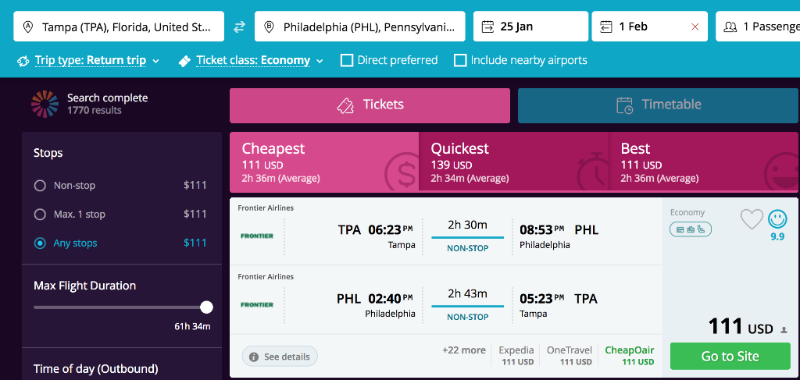 Tampa (TPA), Florida, United St...
Philadelphia (PHL), Pennsylvani...
25 Jan
1 Feb
1 Passenge
Trip type: Return trip
Ticket class: Economy
Direct preferred
Include nearby airports
Search complete
1770 results
Tickets
Timetable
Stops
Non-stop $111
Max. 1 stop $111
Any stops $111
Max Flight Duration
61h 34m
Time of day (Outbound)
Cheapest
111 USD
2h 36m (Average)
Quickest
139 USD
2h 34m (Average)
Best
111 USD
2h 36m (Average)
Frontier Airlines
FRONTIER
TPA 06:23 PM
Tampa
2h 30m
NON-STOP
08:53 PM PHL
Philadelphia
Frontier Airlines
FRONTIER
PHL 02:40 PM
Philadelphia
2h 43m
NON-STOP
05:23 PM TPA
Tampa
Economy
9.9
111 USD
Go to Site
See details
+22 more
Expedia
111 USD
OneTravel
111 USD
CheapOair
111 USD